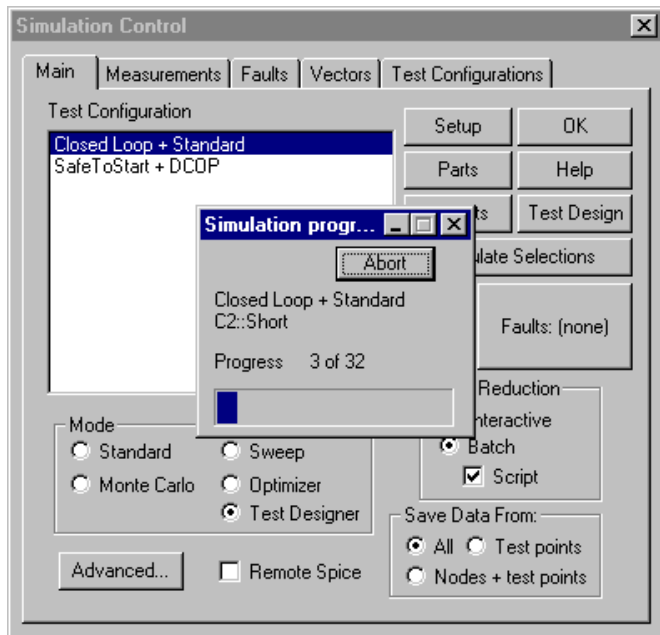 Simulation Control
Main Measurements Faults Vectors Test Configurations
Test Configuration
Closed Loop + Standard
SafeToStart + DCOP
Setup OK
Parts Help
Test Design
Selections
Faults: (none)
Simulation progr...
Abort
Closed Loop + Standard
C2::Short
Progress 3 of 32
Reduction
Batch
Script
Mode
Standard Sweep
Monte Carlo Optimizer
Test Designer
Save Data From:
All Test points
Nodes + test points
Advanced... Remote Spice